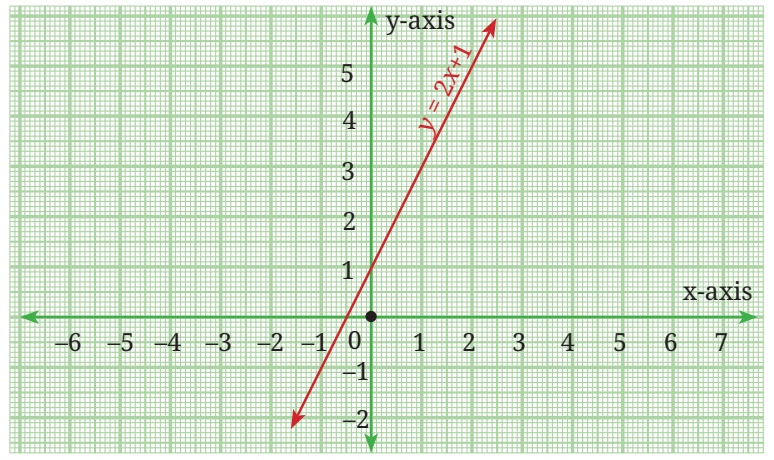 y-axis
y = 2x+1
5
4
3
2
1
x-axis
–6 –5 –4 –3 –2 –1 0 1 2 3 4 5 6 7
–1
–2